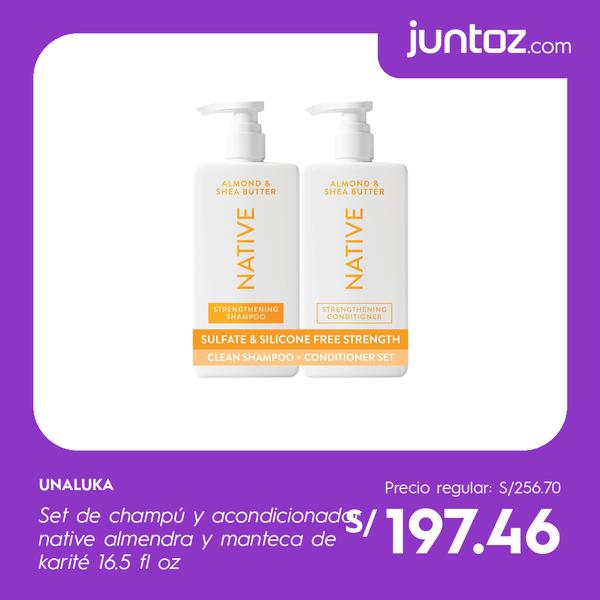 juntoz.com
ALMOND &
SHEA BUTTER
NATIVE
STRENGTHENING
SHAMPOO
ALMOND &
SHEA BUTTER
NATIVE
STRENGTHENING
CONDITIONER
SULFATE & SILICONE FREE STRENGTH
CLEAN SHAMPOO + CONDITIONER SET
UNALUKA
Set de champú y acondicionador
native almendra y manteca de
karité 16.5 fl oz
Precio regular: S/256.70
S/ 197.46